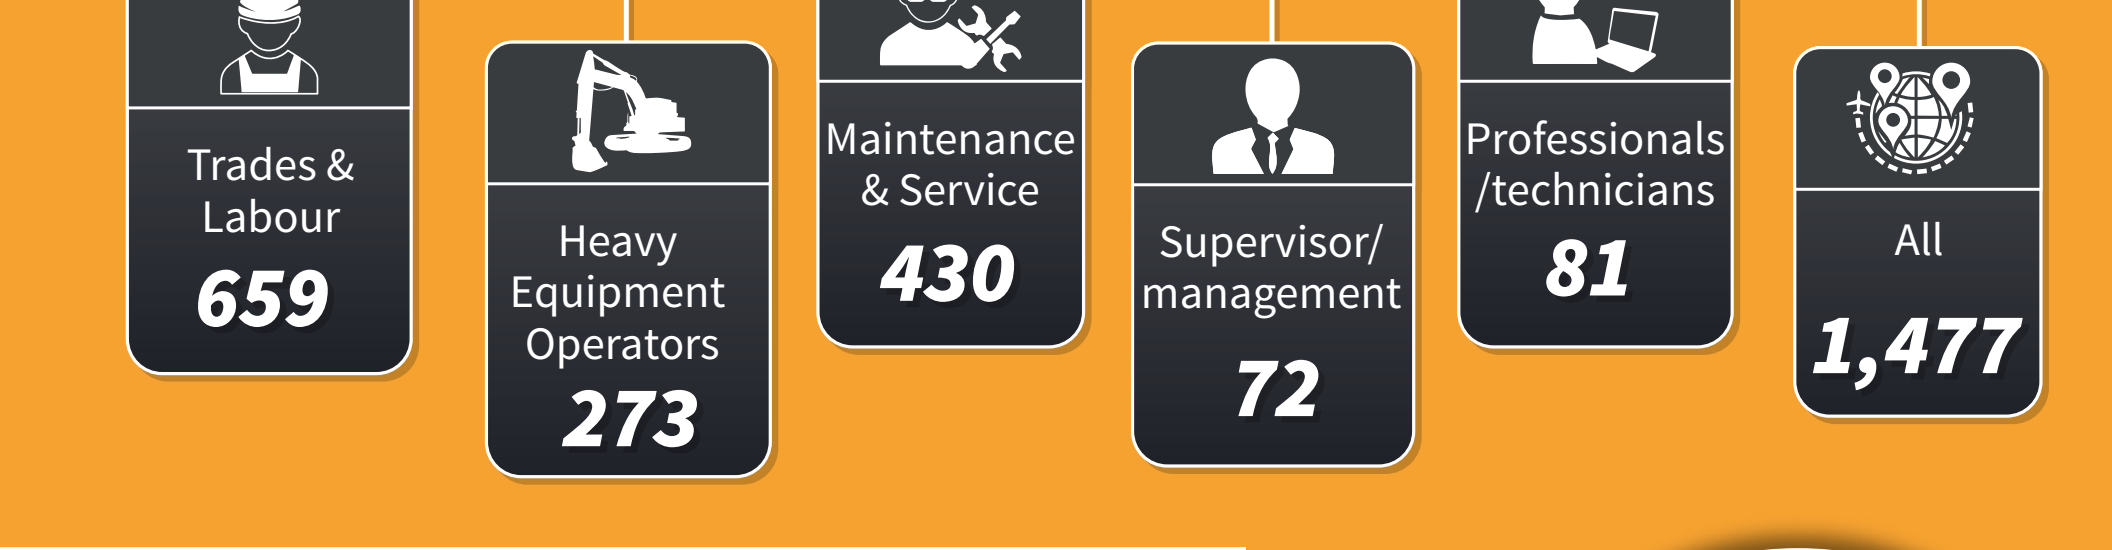 Trades &
Labour
659
Heavy
Equipment
Operators
273
Maintenance
& Service
430
Supervisor/
management
72
Professionals
/technicians
81
All
1,477